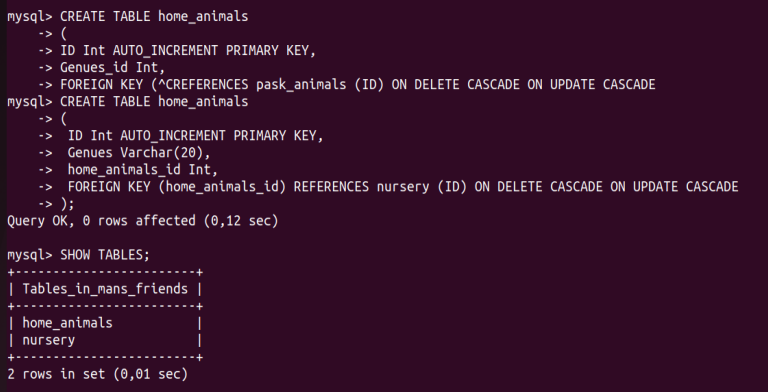 mysql> CREATE TABLE home_animals
    -> (
    -> ID Int AUTO_INCREMENT PRIMARY KEY,
    -> Genues_id Int,
    -> FOREIGN KEY (^CREFERENCES pask_animals (ID) ON DELETE CASCADE ON UPDATE CASCADE
mysql> CREATE TABLE home_animals
    -> (
    ->  ID Int AUTO_INCREMENT PRIMARY KEY,
    ->  Genues Varchar(20),
    ->  home_animals_id Int,
    ->  FOREIGN KEY (home_animals_id) REFERENCES nursery (ID) ON DELETE CASCADE ON UPDATE CASCADE
    -> );
Query OK, 0 rows affected (0,12 sec)
mysql> SHOW TABLES;
+------------------------+
| Tables_in_mans_friends |
+------------------------+
| home_animals           |
| nursery                |
+------------------------+
2 rows in set (0,01 sec)